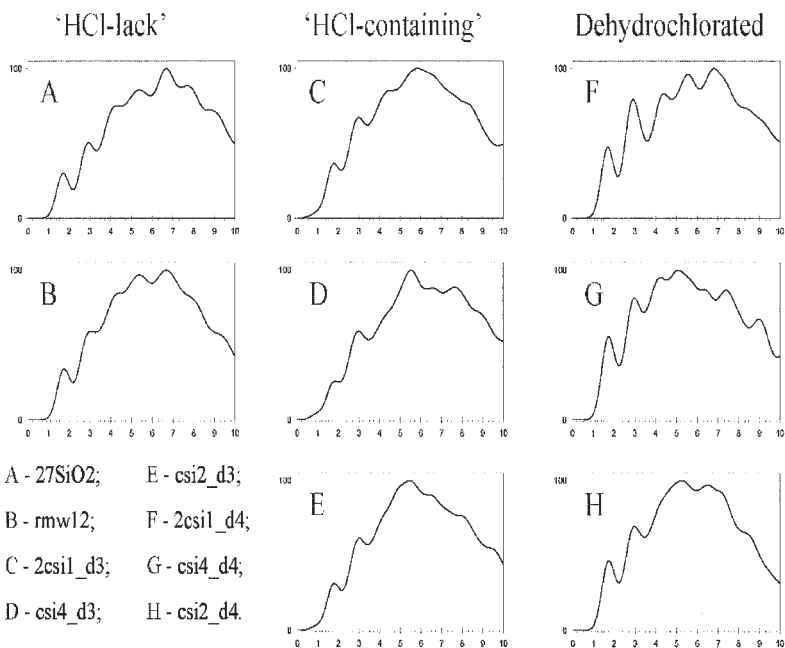 ‘HCl-lack’
‘HCl-containing’
Dehydrochlorated
100
A
0
0 1 2 3 4 5 6 7 8 9 10
100
C
0
0 1 2 3 4 5 6 7 8 9 10
100
F
0
0 1 2 3 4 5 6 7 8 9 10
100
B
0
0 1 2 3 4 5 6 7 8 9 10
100
D
0
0 1 2 3 4 5 6 7 8 9 10
100
G
0
0 1 2 3 4 5 6 7 8 9 10
A - 27SiO2;
B - rmw12;
C - 2csi1_d3;
D - csi4_d3;
E - csi2_d3;
F - 2csi1_d4;
G - csi4_d4;
H - csi2_d4.
100
E
0
0 1 2 3 4 5 6 7 8 9 10
100
H
0
0 1 2 3 4 5 6 7 8 9 10